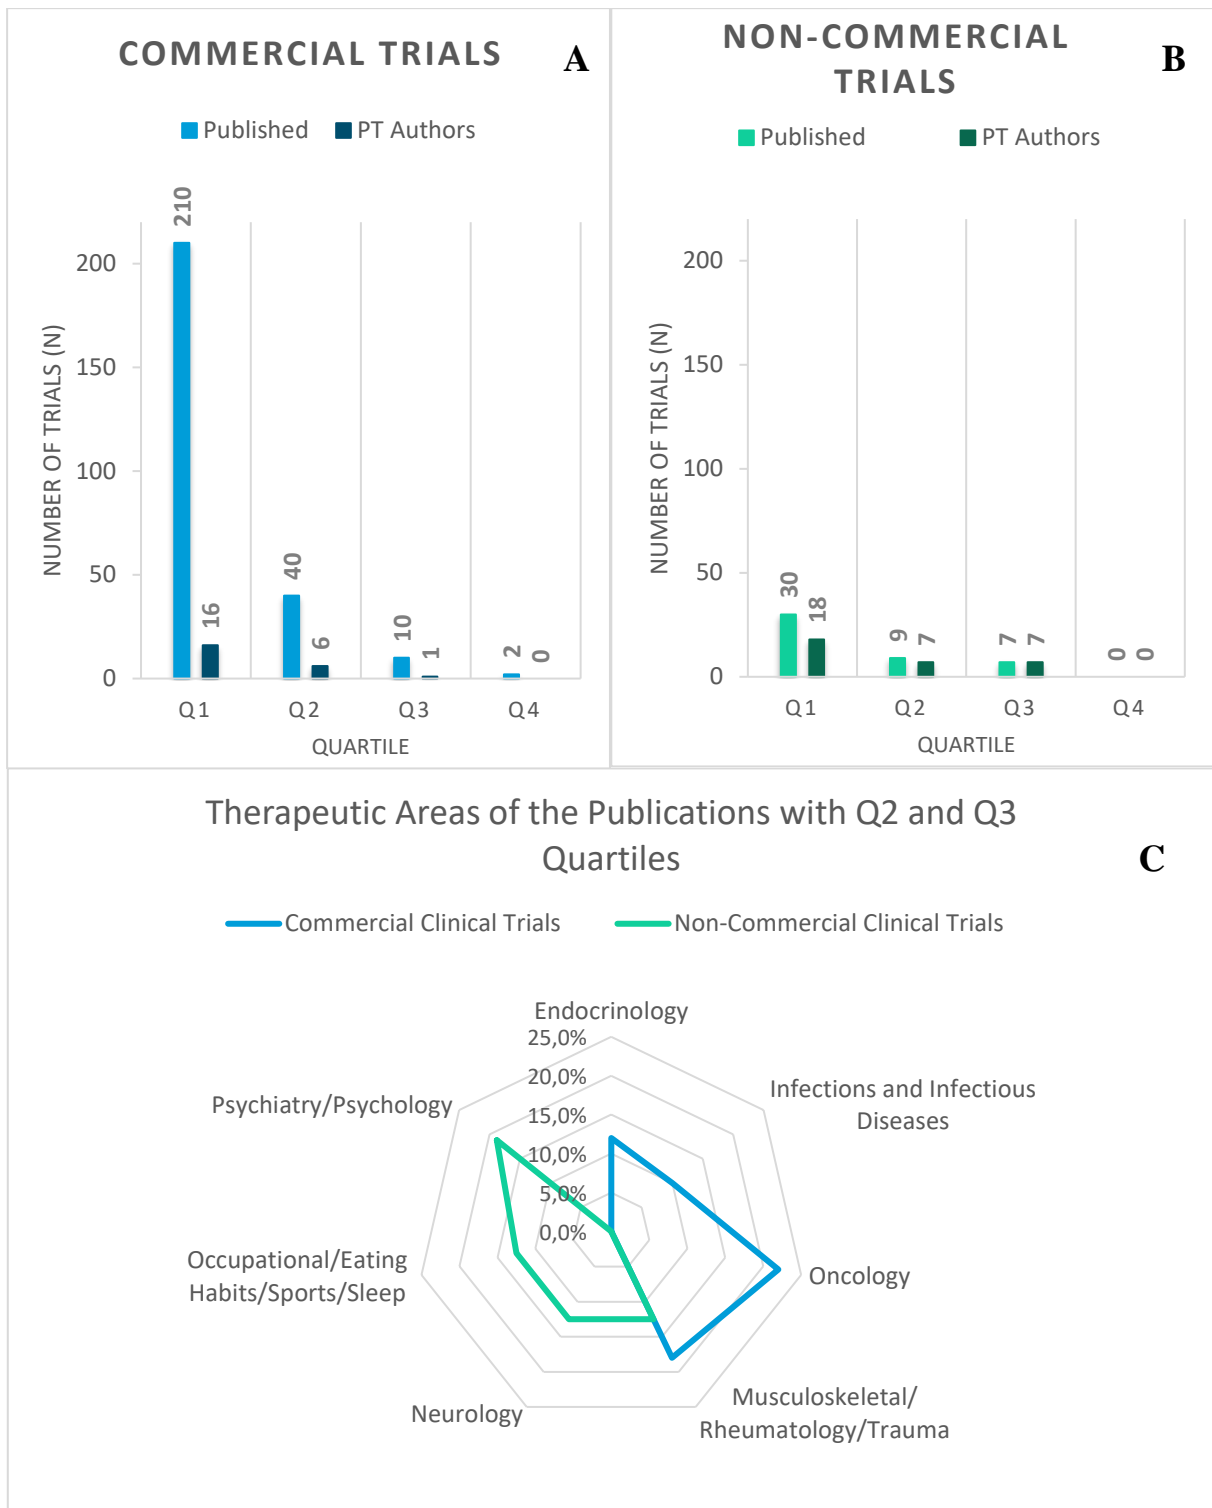 COMMERCIAL TRIALS
A
Published
PT Authors
NUMBER OF TRIALS (N)
200
150
100
50
0
210
16
40
6
10
1
2
0
Q1
Q2
Q3
Q4
QUARTILE
NON-COMMERCIAL
TRIALS
B
Published
PT Authors
NUMBER OF TRIALS (N)
200
150
100
50
0
30
18
9
7
7
7
0
0
Q1
Q2
Q3
Q4
QUARTILE
Therapeutic Areas of the Publications with Q2 and Q3
Quartiles
C
Commercial Clinical Trials
Non-Commercial Clinical Trials
Endocrinology
25,0%
20,0%
15,0%
10,0%
5,0%
0,0%
Infections and Infectious
Diseases
Oncology
Musculoskeletal/
Rheumatology/Trauma
Neurology
Occupational/Eating
Habits/Sports/Sleep
Psychiatry/Psychology